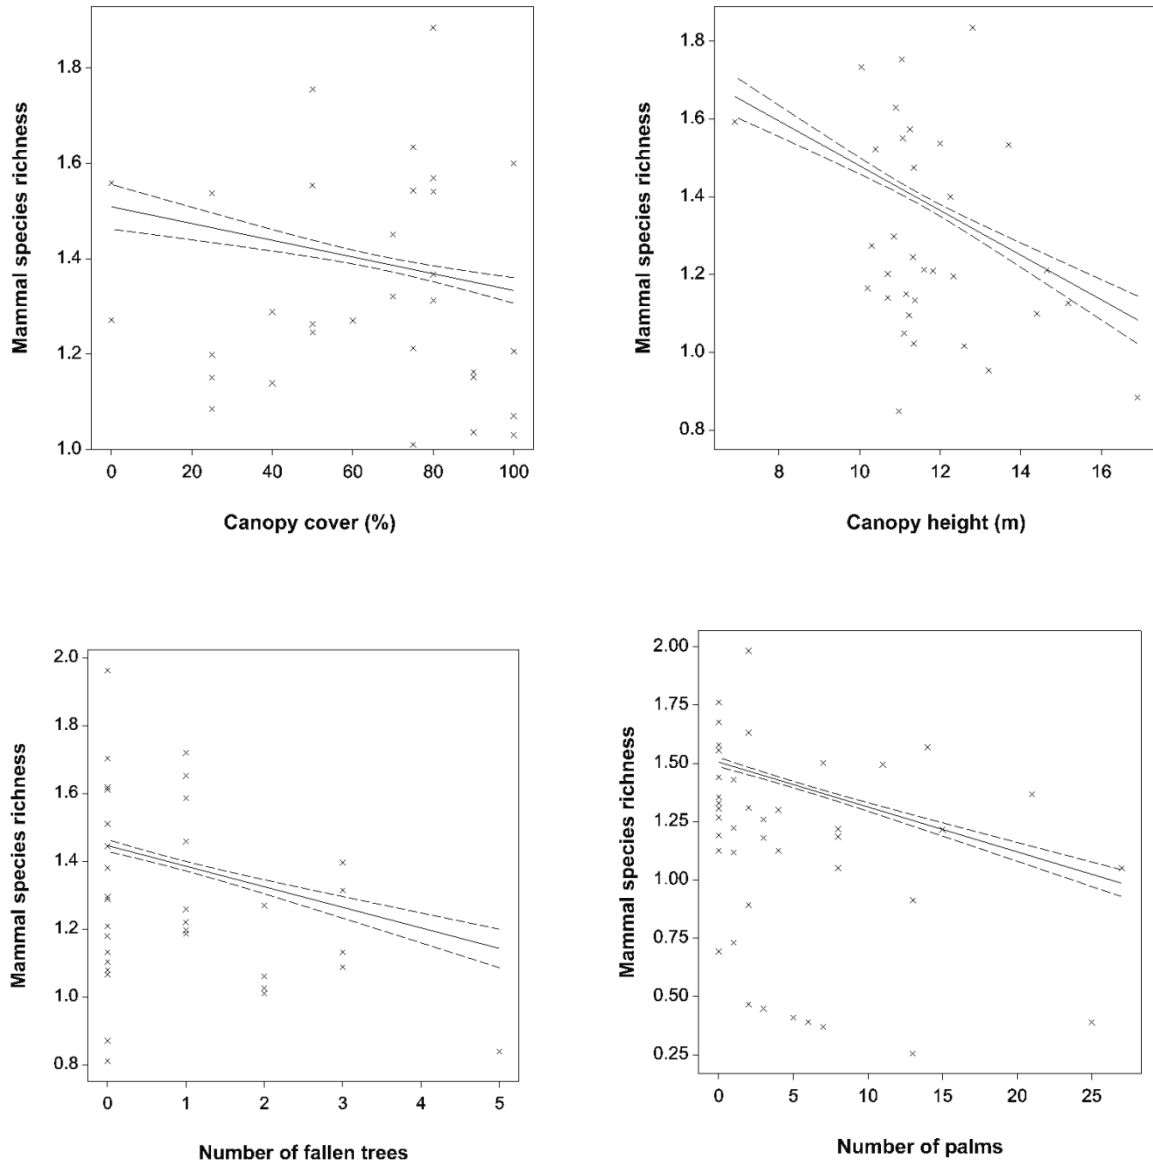 Mammal species richness
1.8
1.6
1.4
1.2
1.0
0 20 40 60 80 100
Canopy cover (%)
Mammal species richness
1.8
1.6
1.4
1.2
1.0
0.8
8 10 12 14 16
Canopy height (m)
Mammal species richness
2.0
1.8
1.6
1.4
1.2
1.0
0.8
0 1 2 3 4 5
Number of fallen trees
Mammal species richness
2.00
1.75
1.50
1.25
1.00
0.75
0.50
0.25
0 5 10 15 20 25
Number of palms